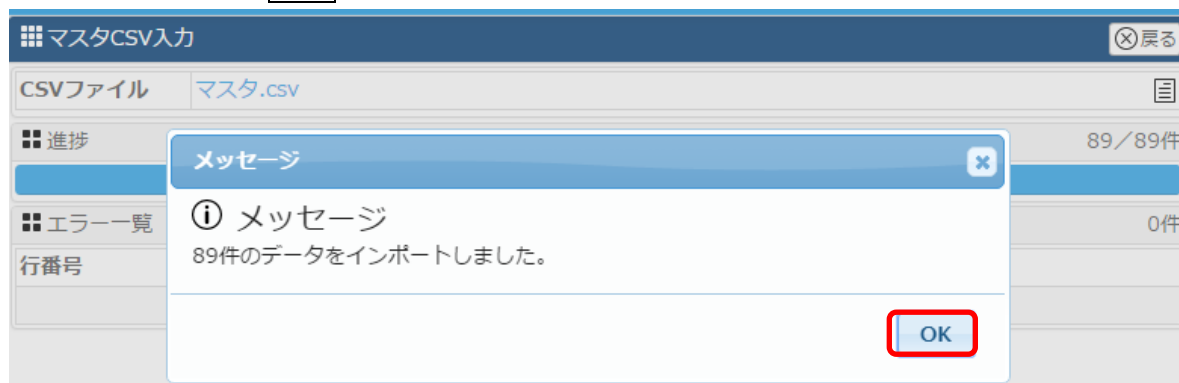 マスタCSV入力
戻る
CSVファイル マスタ.csv
進捗 89／89件
メッセージ
エラー一覧 0件
メッセージ
89件のデータをインポートしました。
行番号
OK